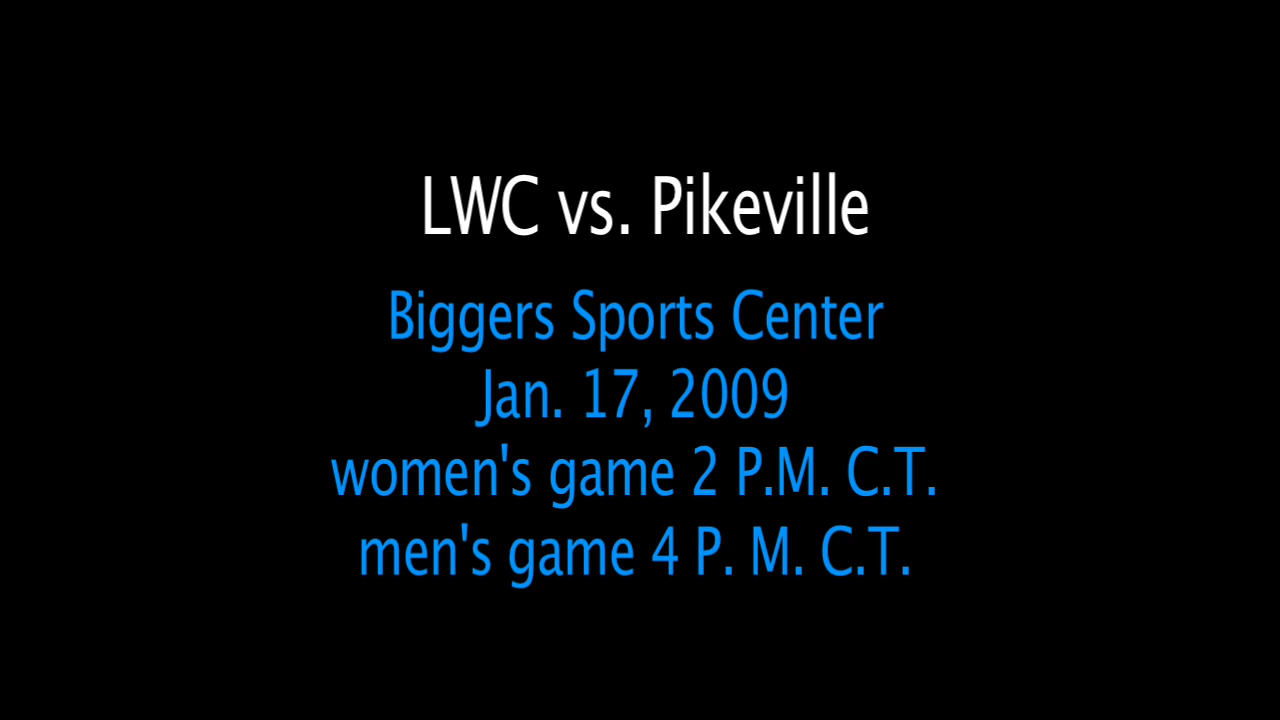 LWC vs. Pikeville
Biggers Sports Center
Jan. 17, 2009
women's game 2 P.M. C.T.
men's game 4 P. M. C.T.